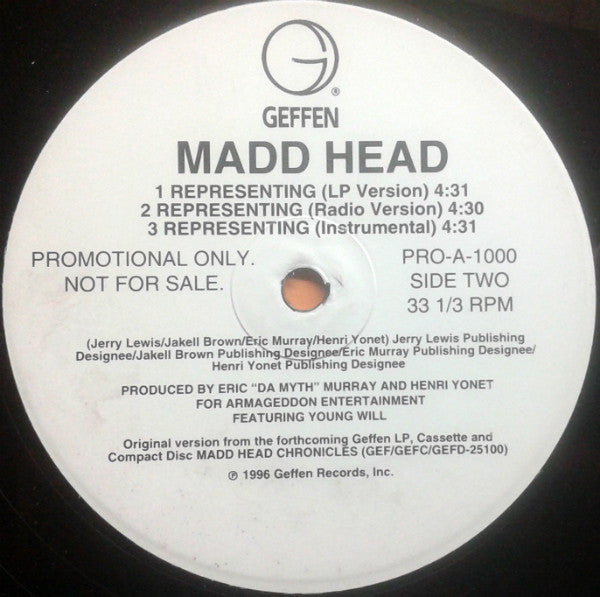 ®
GEFFEN
MADD HEAD
1 REPRESENTING (LP Version) 4:31
2 REPRESENTING (Radio Version) 4:30
3 REPRESENTING (Instrumental) 4:31
PROMOTIONAL ONLY.
NOT FOR SALE.
PRO-A-1000
SIDE TWO
33 1/3 RPM
(Jerry Lewis/Jakell Brown/Eric Murray/Henri Yonet) Jerry Lewis Publishing
Designee/Jakell Brown Publishing Designee/Eric Murray Publishing Designee/
Henri Yonet Publishing Designee
PRODUCED BY ERIC "DA MYTH" MURRAY AND HENRI YONET
FOR ARMAGEDDON ENTERTAINMENT
FEATURING YOUNG WILL
Original version from the forthcoming Geffen LP, Cassette and
Compact Disc MADD HEAD CHRONICLES (GEF/GEFC/GEFD-25100)
℗ 1996 Geffen Records, Inc.